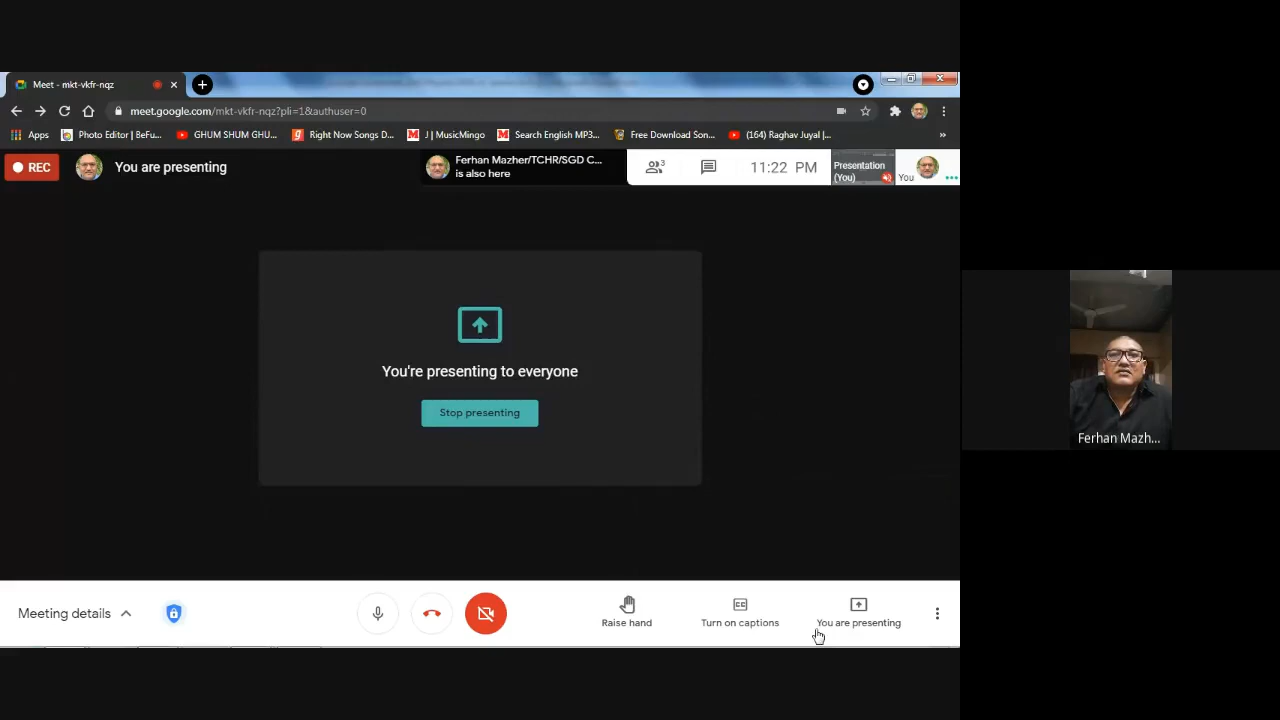 Meet - mkt-vkfr-nqz
meet.google.com/mkt-vkfr-nqz?pli=1&authuser=0
Apps
Photo Editor | BeFu...
GHUM SHUM GHU...
Right Now Songs D...
J | MusicMingo
Search English MP3...
Free Download Son...
(164) Raghav Juyal |...
»
REC
You are presenting
Ferhan Mazher/TCHR/SGD C...
is also here
3
11:22 PM
Presentation
(You)
You
You're presenting to everyone
Stop presenting
Ferhan Mazh...
Meeting details
Raise hand
CC
Turn on captions
You are presenting